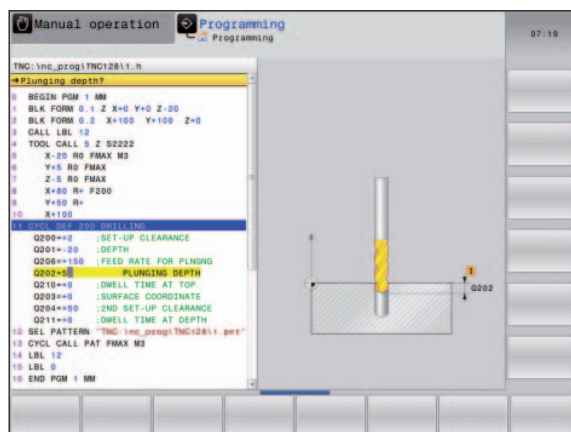 Manual operation
Programming
Programming
07:19
TNC:\nc_prog\TNC128\1.h
Plunging depth?
0 BEGIN PGM 1 MM
1 BLK FORM 0.1 Z X+0 Y+0 Z-20
2 BLK FORM 0.2 X+100 Y+100 Z+0
3 CALL LBL 12
4 TOOL CALL 5 Z S2222
5 X-20 R0 FMAX M3
6 Y+5 R0 FMAX
7 Z-5 R0 FMAX
8 X+80 R+ F200
9 Y+50 R+
10 X+100
11 CYCL DEF 200 DRILLING
Q200=+2 ;SET-UP CLEARANCE
Q201=-20 ;DEPTH
Q206=+150 ;FEED RATE FOR PLNGNG
Q202=5 PLUNGING DEPTH
Q210=+0 ;DWELL TIME AT TOP
Q203=+0 ;SURFACE COORDINATE
Q204=+50 ;2ND SET-UP CLEARANCE
Q211=+0 ;DWELL TIME AT DEPTH
12 SEL PATTERN "TNC:\nc_prog\TNC128\1.pnt"
13 CYCL CALL PAT FMAX M3
14 LBL 12
15 LBL 0
16 END PGM 1 MM
I
Q202